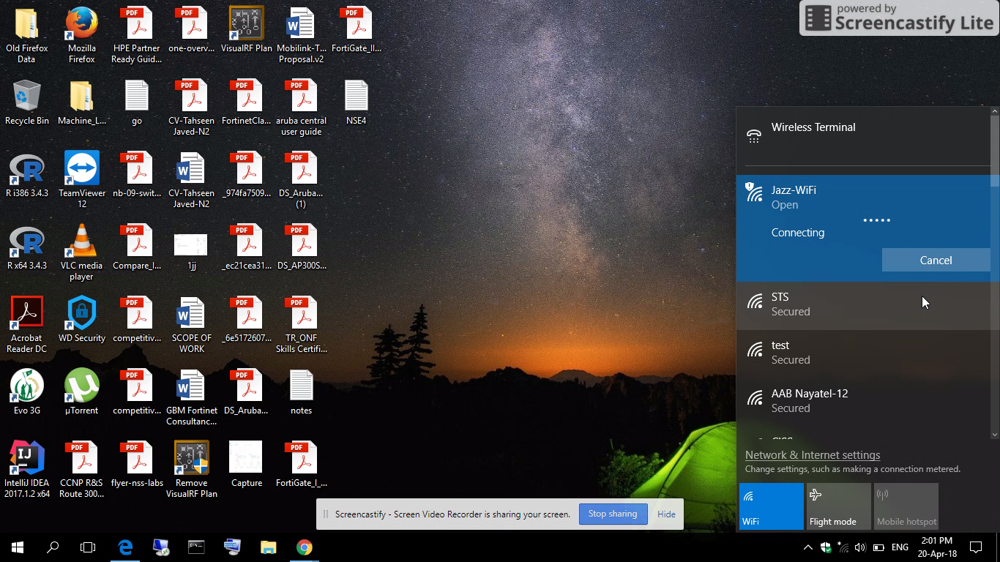 powered by
Screencastify Lite
Old Firefox
Data
Mozilla
Firefox
HPE Partner
Ready Guid...
one-overv...
VisualRF Plan
Mobilink-T...
Proposal.v2
FortiGate_II...
Recycle Bin
Machine_L...
go
CV-Tahseen
Javed-N2
FortinetCla...
aruba central
user guide
NSE4
R i386 3.4.3
TeamViewer
12
nb-09-swit...
CV-Tahseen
Javed-N2
_974fa7509...
DS_Aruba...
(1)
R x64 3.4.3
VLC media
player
Compare_I...
1jj
_ec21cea31...
DS_AP300S...
Acrobat
Reader DC
WD Security
competitiv...
SCOPE OF
WORK
_6e5172607...
TR_ONF
Skills Certifi...
Evo 3G
µTorrent
competitiv...
GBM Fortinet
Consultanc...
DS_Aruba...
notes
IntelliJ IDEA
2017.1.2 x64
CCNP R&S
Route 300...
flyer-nss-labs
Remove
VisualRF Plan
Capture
FortiGate_I_...
Wireless Terminal
Jazz-WiFi
Open
Connecting
Cancel
STS
Secured
test
Secured
AAB Nayatel-12
Secured
Network & Internet settings
Change settings, such as making a connection metered.
WiFi
Flight mode
Mobile hotspot
Screencastify - Screen Video Recorder is sharing your screen.
Stop sharing
Hide
ENG
2:01 PM
20-Apr-18